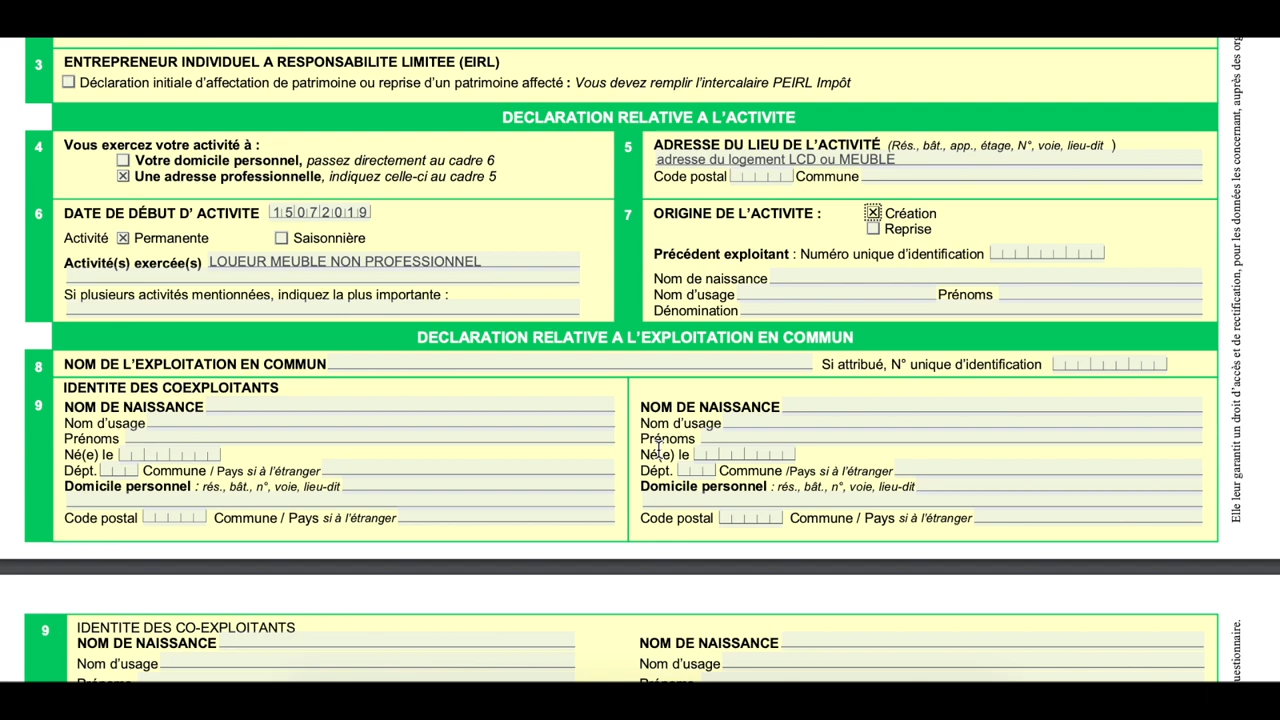 3
ENTREPRENEUR INDIVIDUEL A RESPONSABILITE LIMITEE (EIRL)
Déclaration initiale d’affectation de patrimoine ou reprise d’un patrimoine affecté : Vous devez remplir l’intercalaire PEIRL Impôt
DECLARATION RELATIVE A L’ACTIVITE
4
Vous exercez votre activité à :
Votre domicile personnel, passez directement au cadre 6
Une adresse professionnelle, indiquez celle-ci au cadre 5
5
ADRESSE DU LIEU DE L’ACTIVITÉ (Rés., bât., app., étage, N°, voie, lieu-dit )
adresse du logement LCD ou MEUBLE
Code postal Commune
6
DATE DE DÉBUT D’ ACTIVITE 15072019
Activité Permanente Saisonnière
Activité(s) exercée(s) LOUEUR MEUBLE NON PROFESSIONNEL
Si plusieurs activités mentionnées, indiquez la plus importante :
7
ORIGINE DE L’ACTIVITE : Création
Reprise
Précédent exploitant : Numéro unique d’identification
Nom de naissance
Nom d’usage Prénoms
Dénomination
DECLARATION RELATIVE A L’EXPLOITATION EN COMMUN
8
NOM DE L’EXPLOITATION EN COMMUN Si attribué, N° unique d’identification
IDENTITE DES COEXPLOITANTS
9
NOM DE NAISSANCE
Nom d’usage
Prénoms
Né(e) le
Dépt. Commune / Pays si à l’étranger
Domicile personnel : rés., bât., n°, voie, lieu-dit
Code postal Commune / Pays si à l’étranger
NOM DE NAISSANCE
Nom d’usage
Prénoms
Né(e) le
Dépt. Commune /Pays si à l’étranger
Domicile personnel : rés., bât., n°, voie, lieu-dit
Code postal Commune / Pays si à l’étranger
Elle leur garantit un droit d’accès et de rectification, pour les données les concernant, auprès des
9
IDENTITE DES CO-EXPLOITANTS
NOM DE NAISSANCE
Nom d’usage
NOM DE NAISSANCE
Nom d’usage